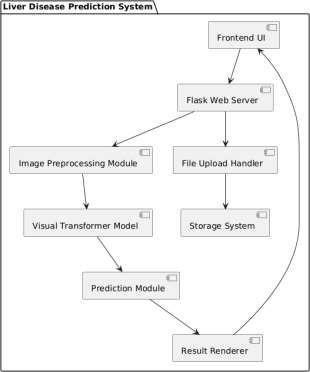 Liver Disease Prediction System
Frontend UI
Flask Web Server
Image Preprocessing Module
File Upload Handler
Visual Transformer Model
Storage System
Prediction Module
Result Renderer